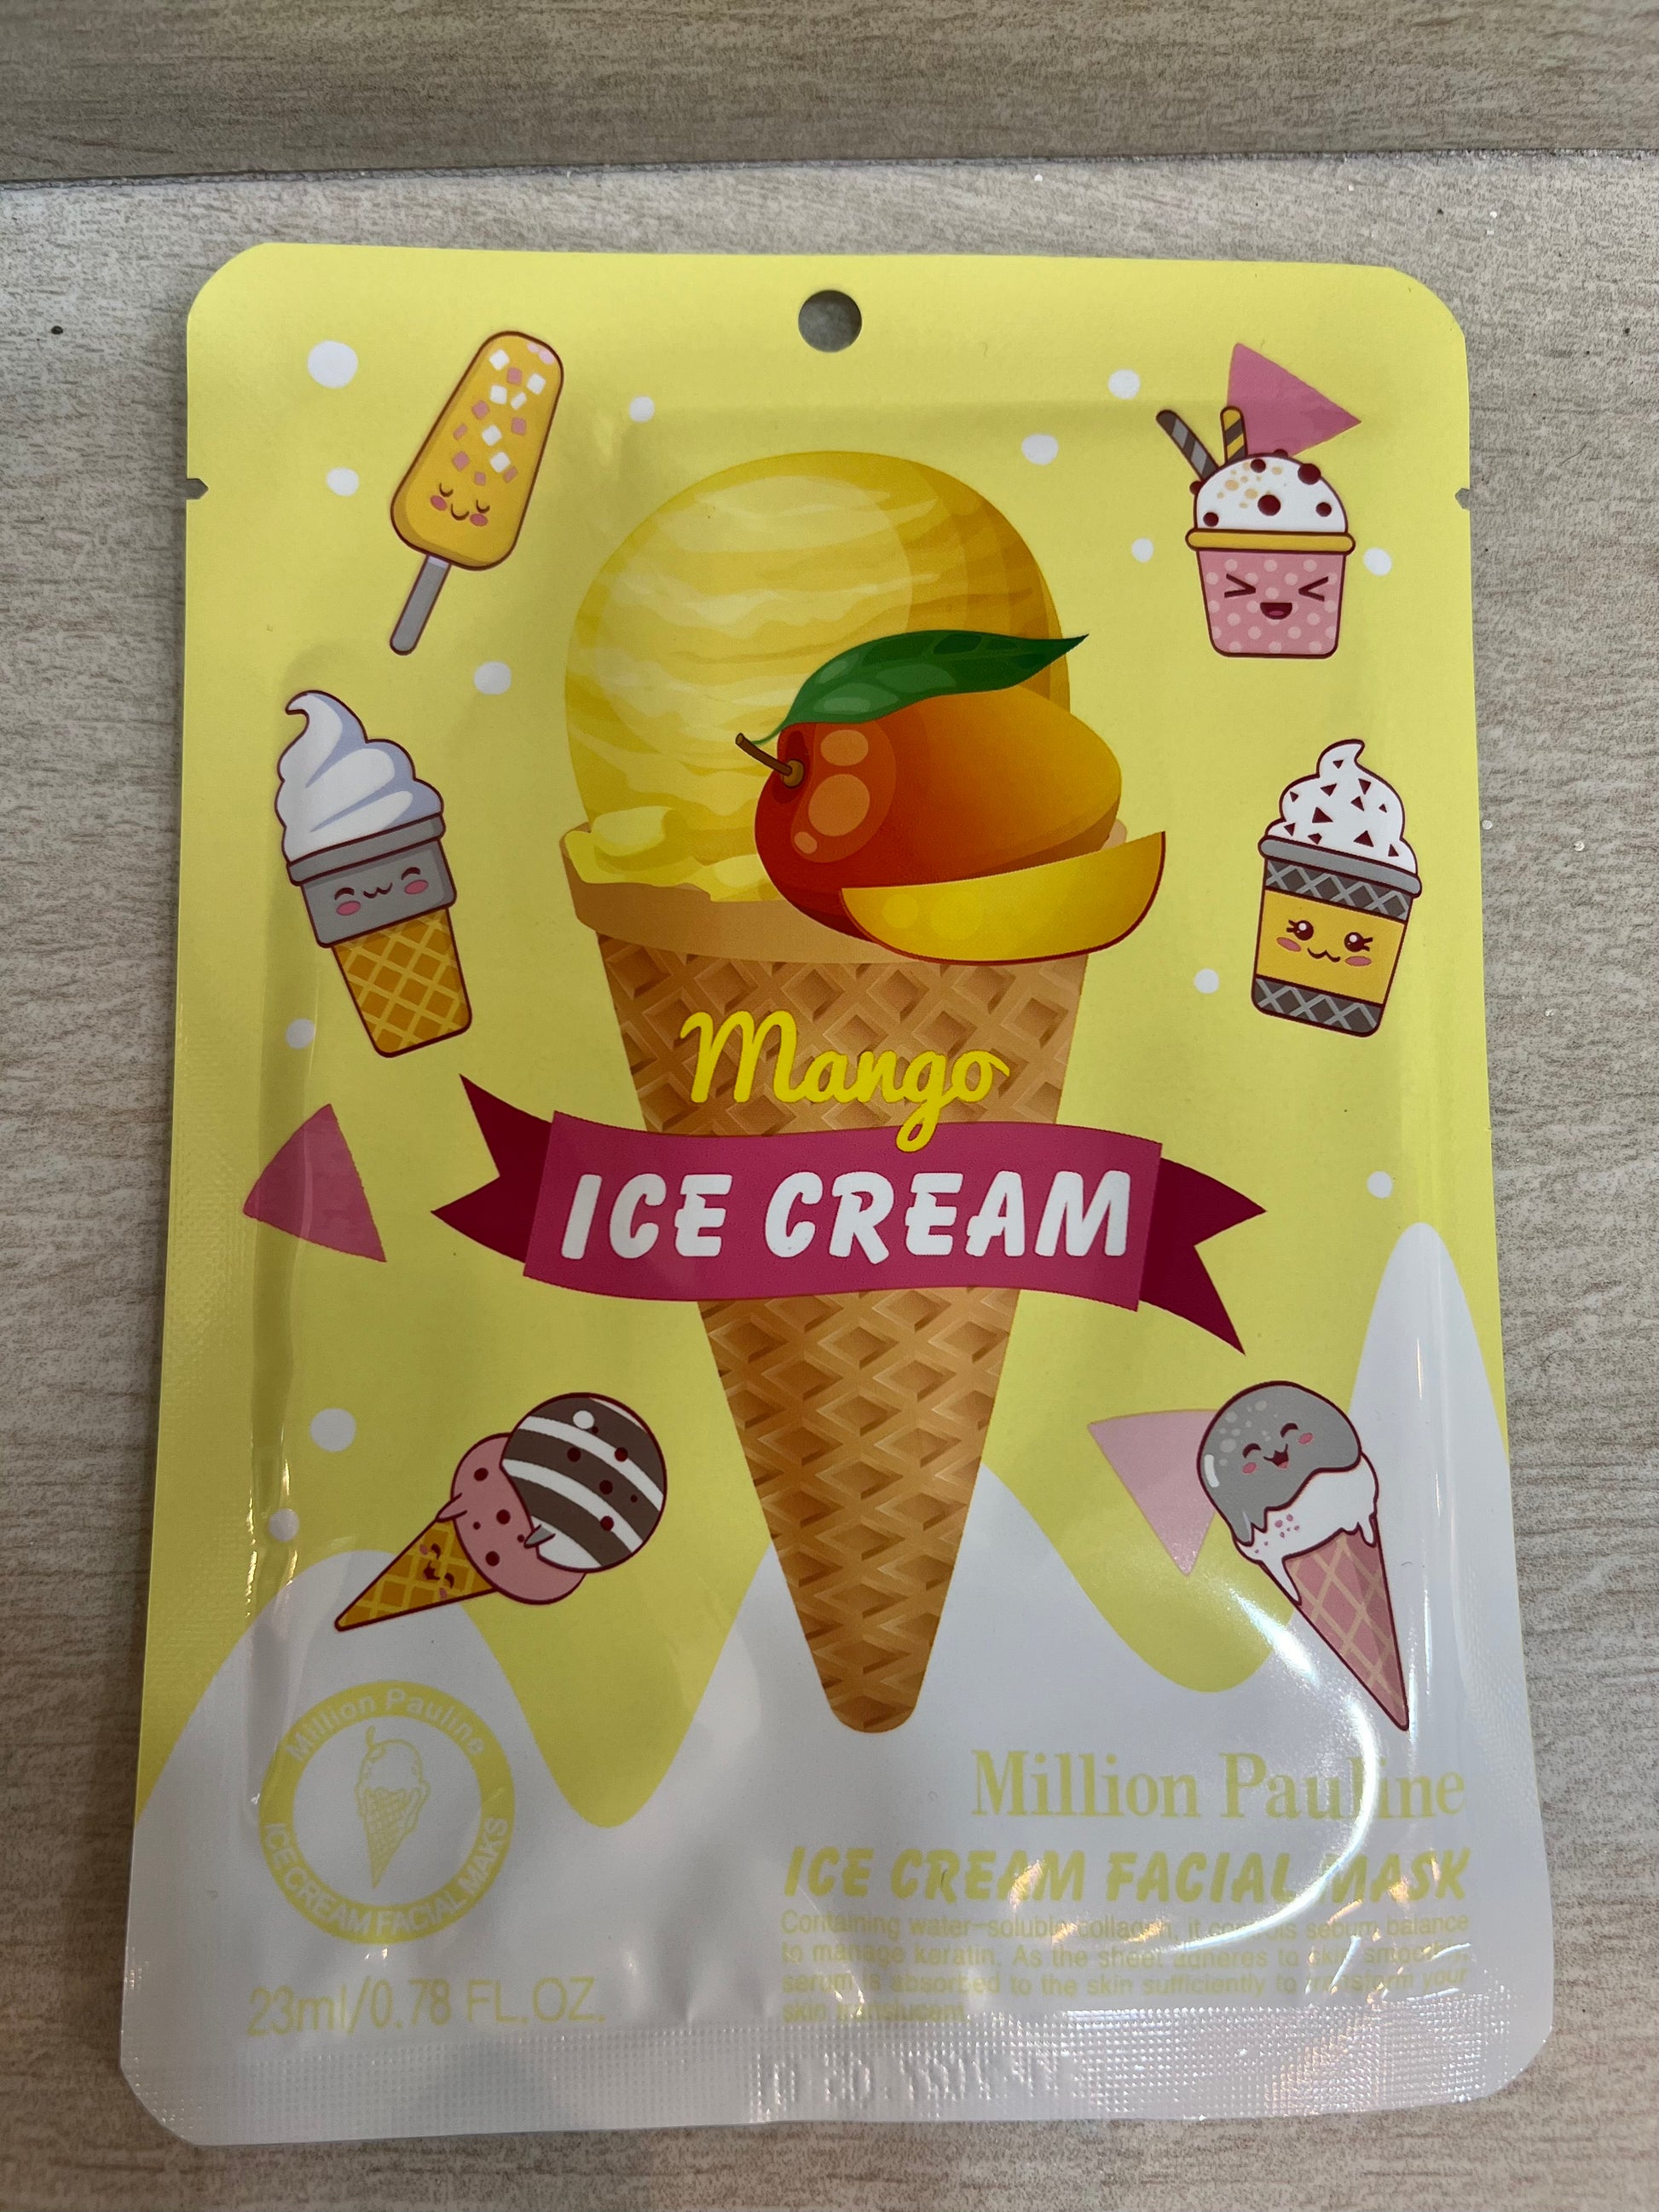 Mango
ICE CREAM
Million Pauline
ICE CREAM FACIAL MAKS
Million Pauline
ICE CREAM FACIAL MASK
Containing water-soluble collagen, it controls sebum balance
to manage keratin. As the sheet adheres to skin smoothly,
serum is absorbed to the skin sufficiently to transform your
skin translucent.
23ml/0.78 FL.OZ.